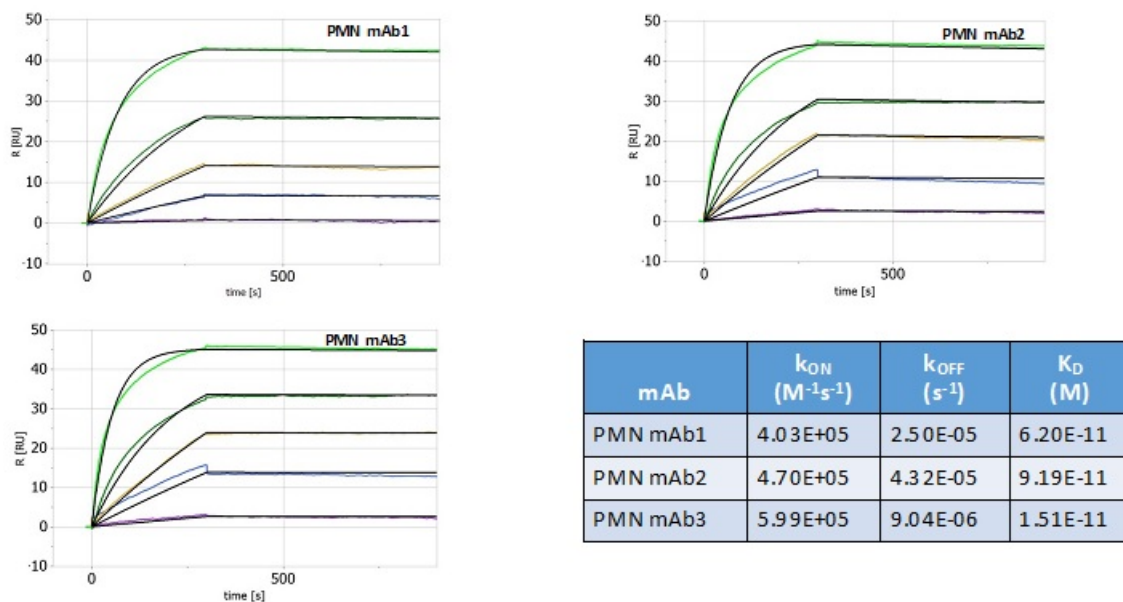 PMN mAb1
50
40
30
20
10
0
-10
R [RU]
0 500
time [s]
PMN mAb2
50
40
30
20
10
0
-10
R [RU]
0 500
time [s]
PMN mAb3
50
40
30
20
10
0
-10
R [RU]
0 500
time [s]
mAb kON (M-1s-1) kOFF (s-1) KD (M)
PMN mAb1 4.03E+05 2.50E-05 6.20E-11
PMN mAb2 4.70E+05 4.32E-05 9.19E-11
PMN mAb3 5.99E+05 9.04E-06 1.51E-11